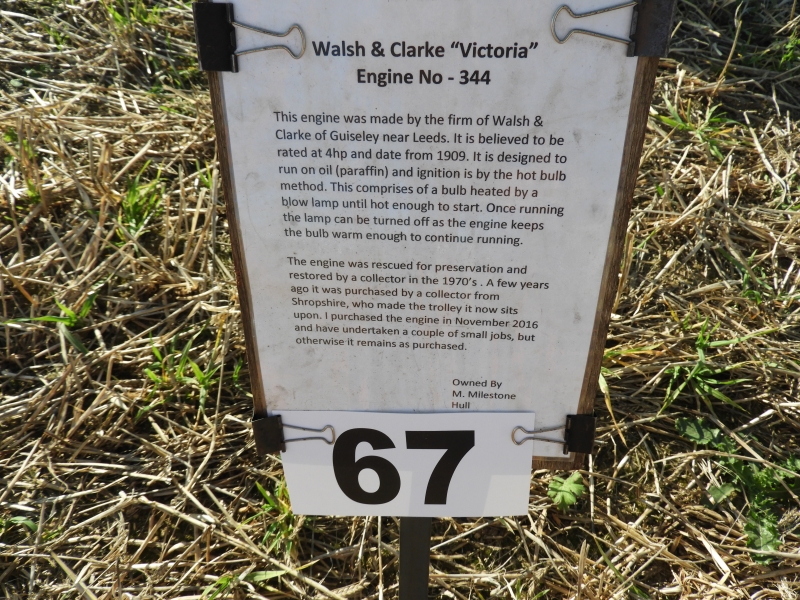 Walsh & Clarke “Victoria”
Engine No - 344
This engine was made by the firm of Walsh &
Clarke of Guiseley near Leeds. It is believed to be
rated at 4hp and date from 1909. It is designed to
run on oil (paraffin) and ignition is by the hot bulb
method. This comprises of a bulb heated by a
blow lamp until hot enough to start. Once running
the lamp can be turned off as the engine keeps
the bulb warm enough to continue running.
The engine was rescued for preservation and
restored by a collector in the 1970’s . A few years
ago it was purchased by a collector from
Shropshire, who made the trolley it now sits
upon. I purchased the engine in November 2016
and have undertaken a couple of small jobs, but
otherwise it remains as purchased.
Owned By
M. Milestone
Hull
67